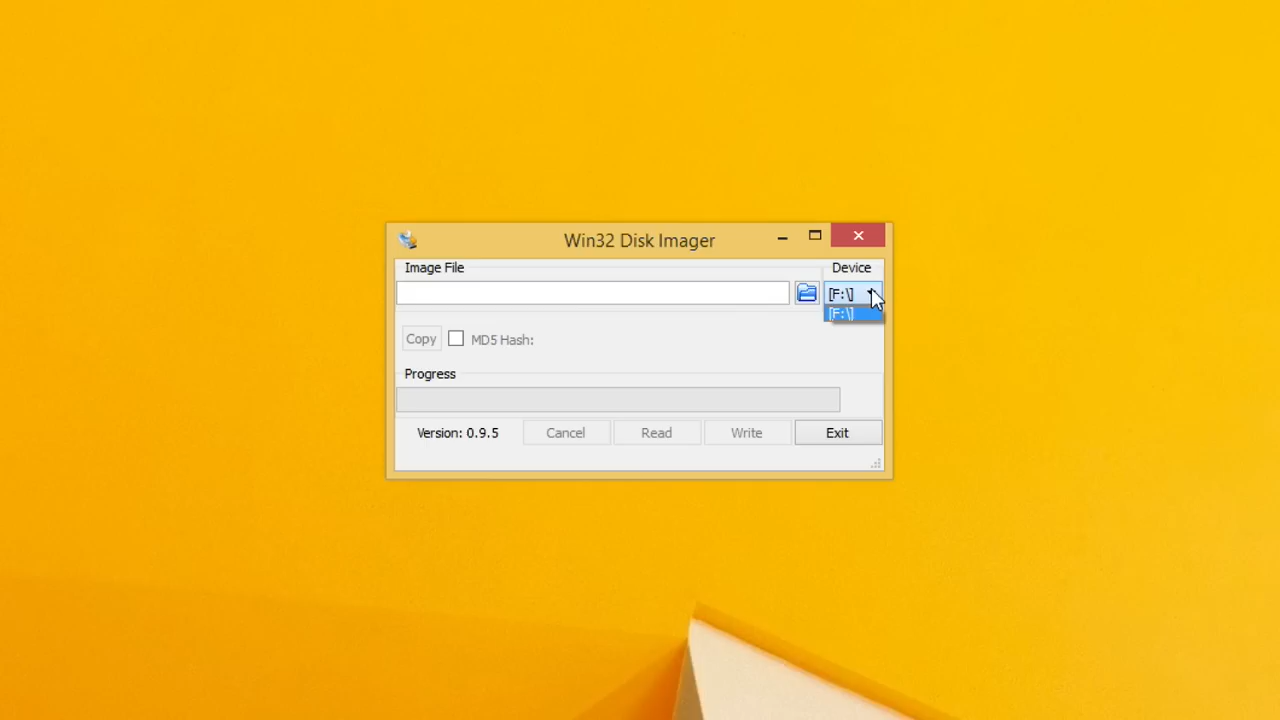 Win32 Disk Imager
Image File
Device
[F:\]
[F:\]
Copy
MD5 Hash:
Progress
Version: 0.9.5
Cancel
Read
Write
Exit